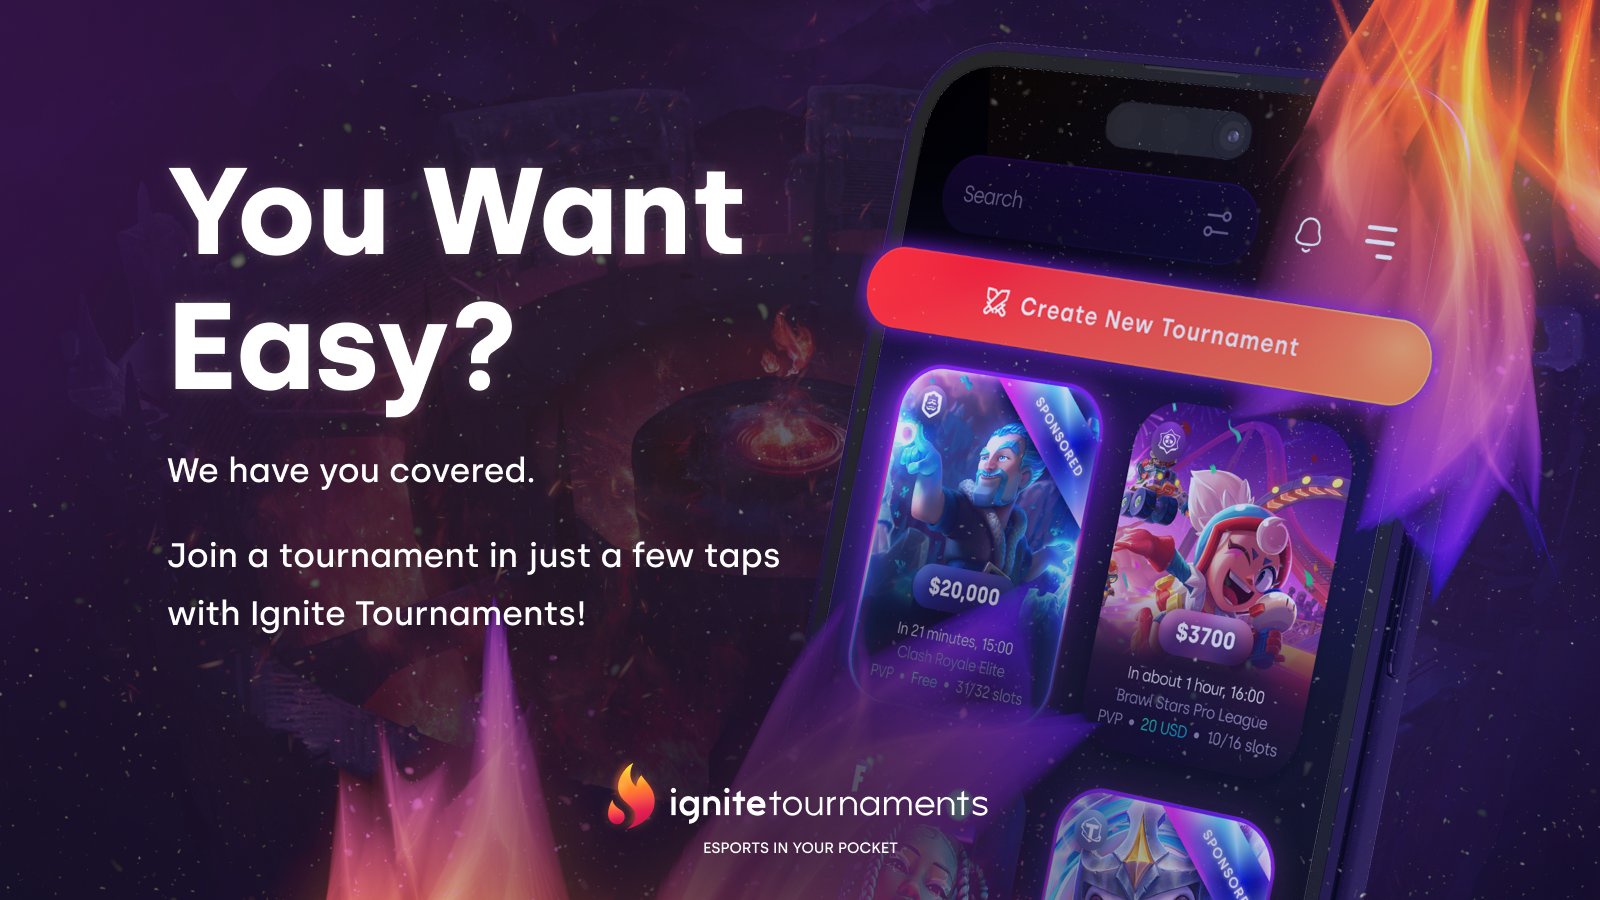 You Want
Easy?
We have you covered.
Join a tournament in just a few taps
with Ignite Tournaments!
Search
Create New Tournament
SPONSORED
$20,000
In 21 minutes, 15:00
Clash Royale Elite
PVP • Free • 31/32 slots
$3700
In about 1 hour, 16:00
Brawl Stars Pro League
PVP • 20 USD • 10/16 slots
SPONSORED
ignitetournaments
ESPORTS IN YOUR POCKET